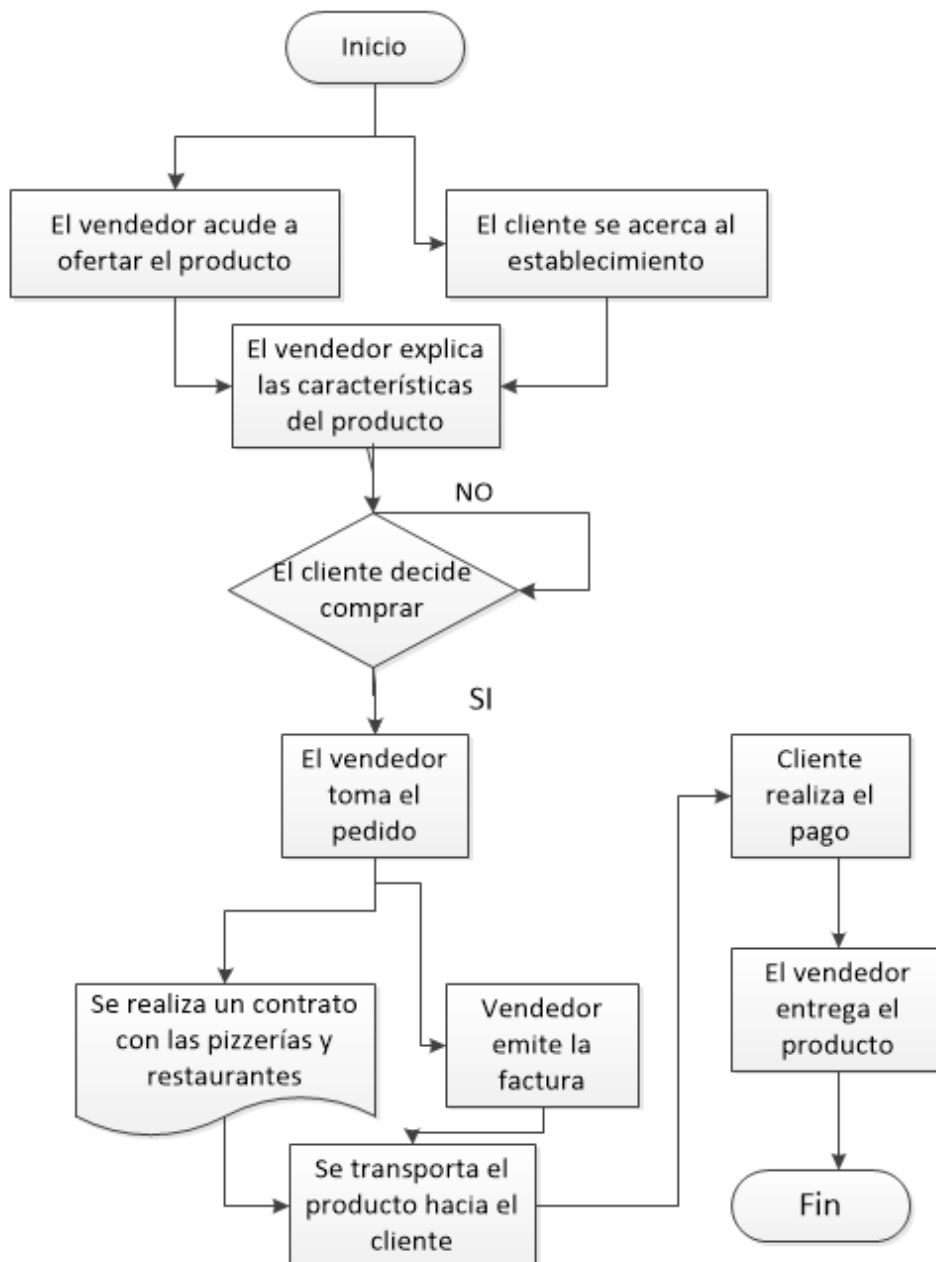 Inicio
El vendedor acude a
ofertar el producto
El cliente se acerca al
establecimiento
El vendedor explica
las característícas
del producto
NO
El cliente decide
comprar
SI
El vendedor
toma el
pedido
Cliente
realiza el
pago
Se realiza un contrato
con las pizzerías y
restaurantes
Vendedor
emite la
factura
El vendedor
entrega el
producto
Se transporta el
producto hacia el
cliente
Fin